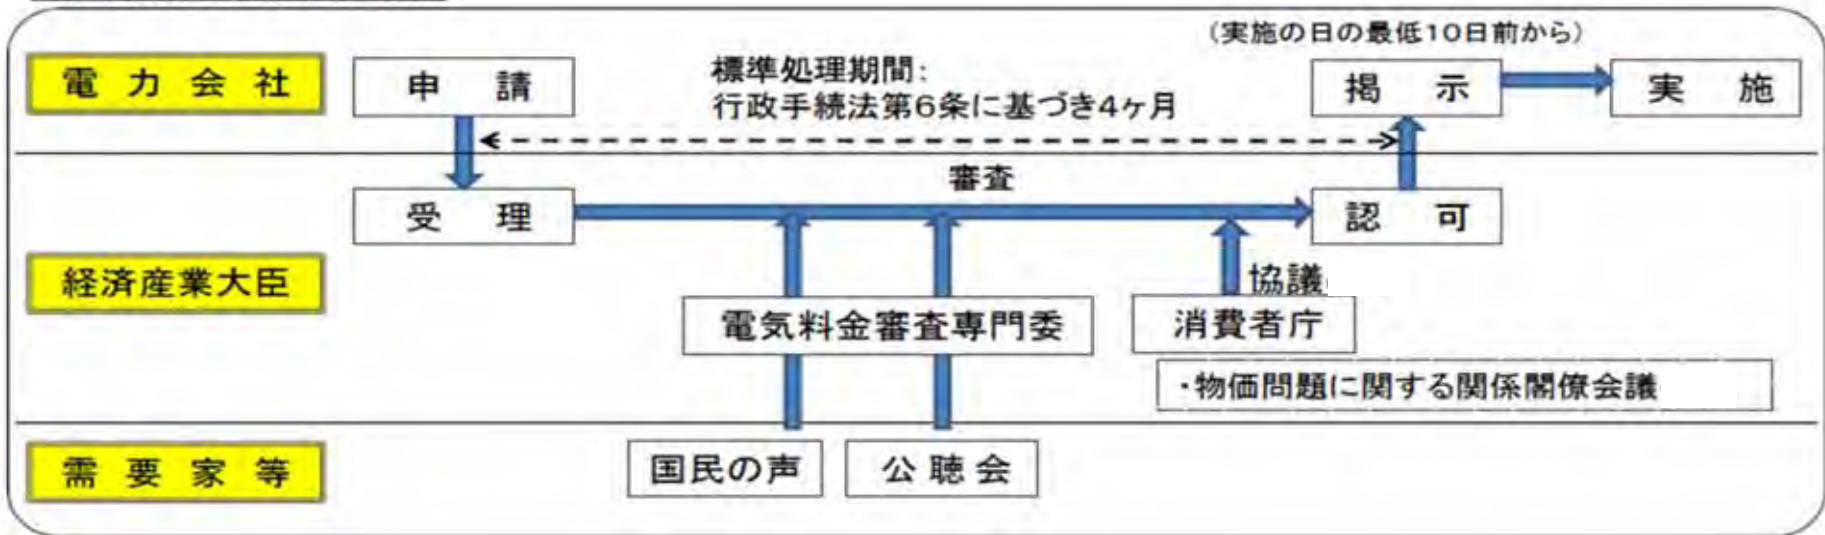 (実施の日の最低10日前から)
電力会社
申請
標準処理期間:
行政手続法第6条に基づき4ヶ月
掲示
実施
審査
受理
認可
経済産業大臣
協議
電気料金審査専門委
消費者庁
・物価問題に関する関係閣僚会議
需要家等
国民の声
公聴会